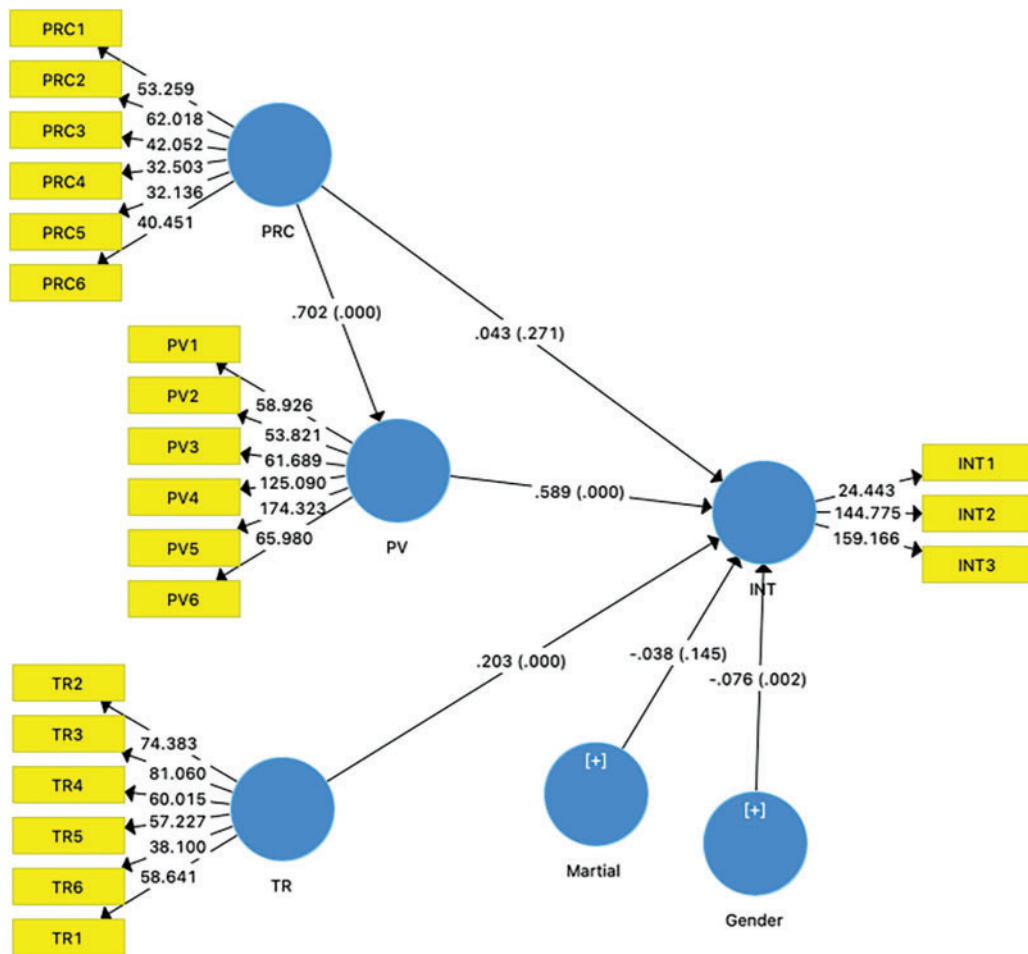 PRC1
PRC2
PRC3
PRC4
PRC5
PRC6
53.259
62.018
42.052
32.503
32.136
40.451
PRC
.702 (.000)
.043 (.271)
PV1
PV2
PV3
PV4
PV5
PV6
58.926
53.821
61.689
125.090
174.323
65.980
PV
.589 (.000)
INT
24.443
144.775
159.166
INT1
INT2
INT3
.203 (.000)
-.038 (.145)
-.076 (.002)
TR2
TR3
TR4
TR5
TR6
TR1
74.383
81.060
60.015
57.227
38.100
58.641
TR
[+]
Martial
[+]
Gender